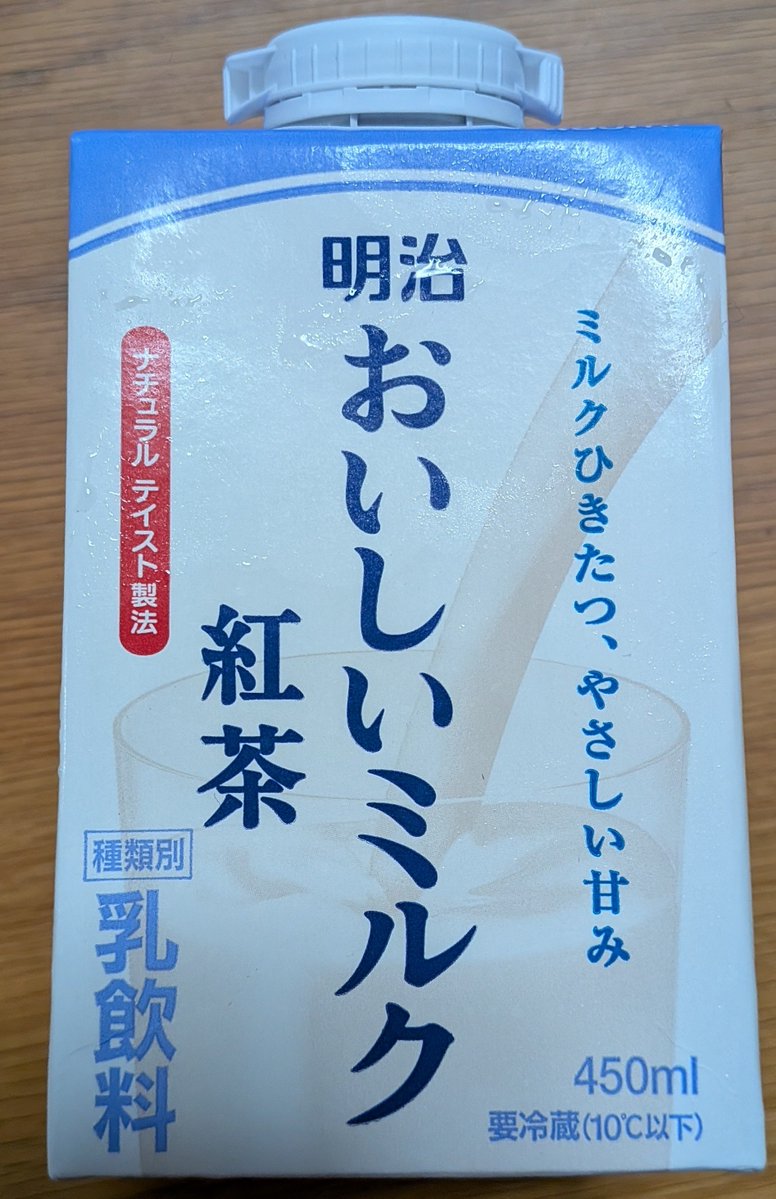 明治
ミルクひきたつ、やさしい甘み
おいしいミルク
紅茶
ナチュラル テイスト製法
種類別
乳飲料
450ml
要冷蔵(10℃以下)